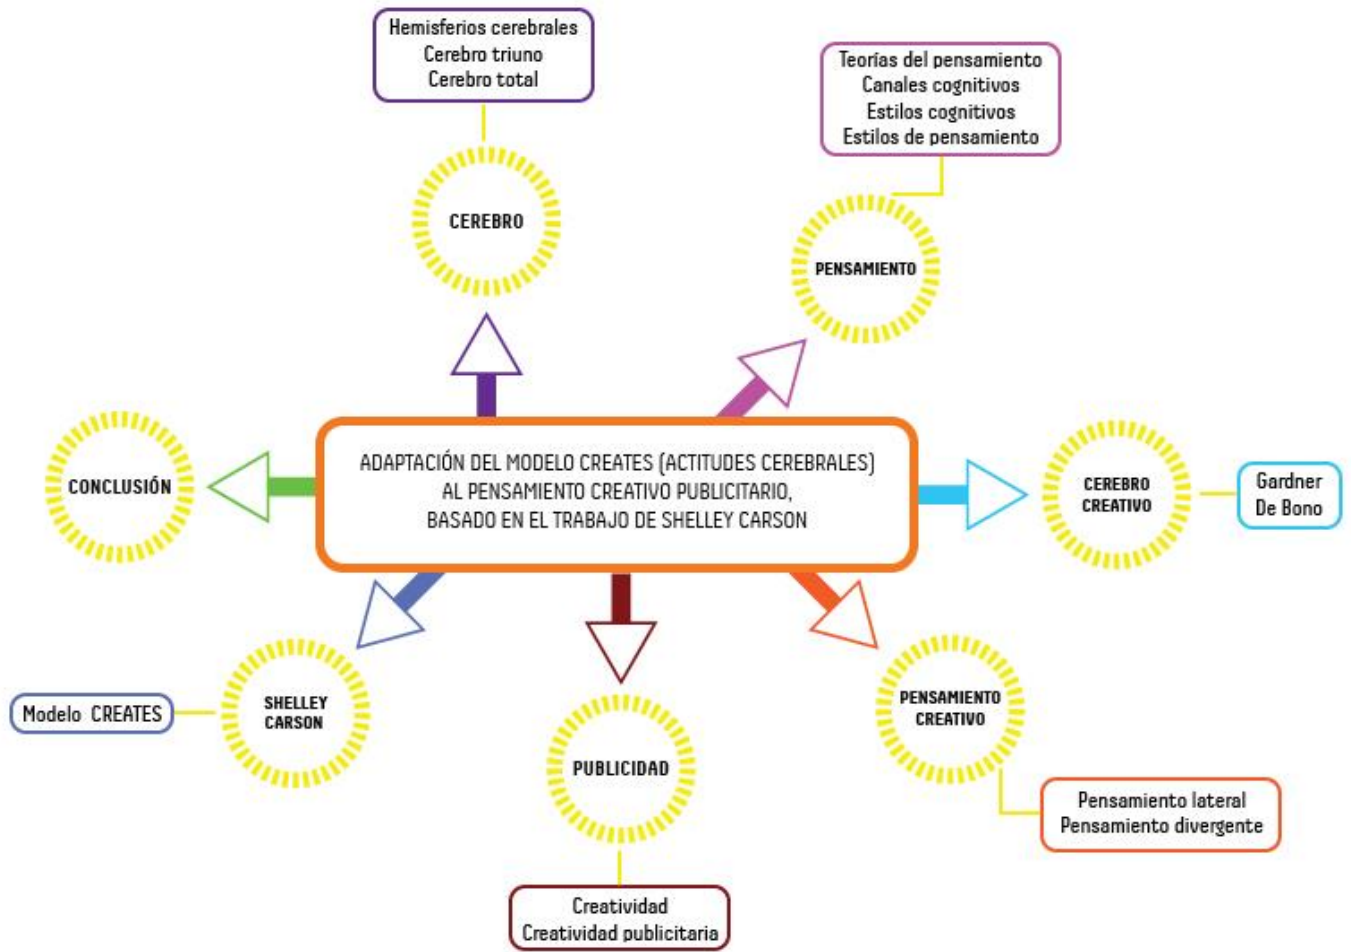 Hemisferios cerebrales
Cerebro triuno
Cerebro total
Teorías del pensamiento
Canales cognitivos
Estilos cognitivos
Estilos de pensamiento
CEREBRO
PENSAMIENTO
ADAPTACIÓN DEL MODELO CREATES (ACTITUDES CEREBRALES)
AL PENSAMIENTO CREATIVO PUBLICITARIO,
BASADO EN EL TRABAJO DE SHELLEY CARSON
CONCLUSIÓN
CEREBRO
CREATIVO
Gardner
De Bono
Modelo CREATES
SHELLEY
CARSON
PUBLICIDAD
PENSAMIENTO
CREATIVO
Pensamiento lateral
Pensamiento divergente
Creatividad
Creatividad publicitaria